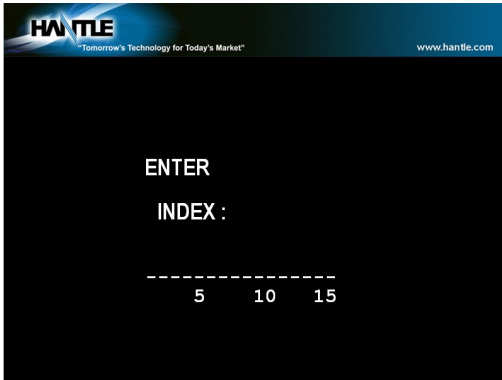 HANTLE
"Tomorrow's Technology for Today's Market"
www.hantle.com
ENTER
INDEX :
_ _ _ _ _ _ _ _ _ _ _ _ _ _ _ _
5 10 15